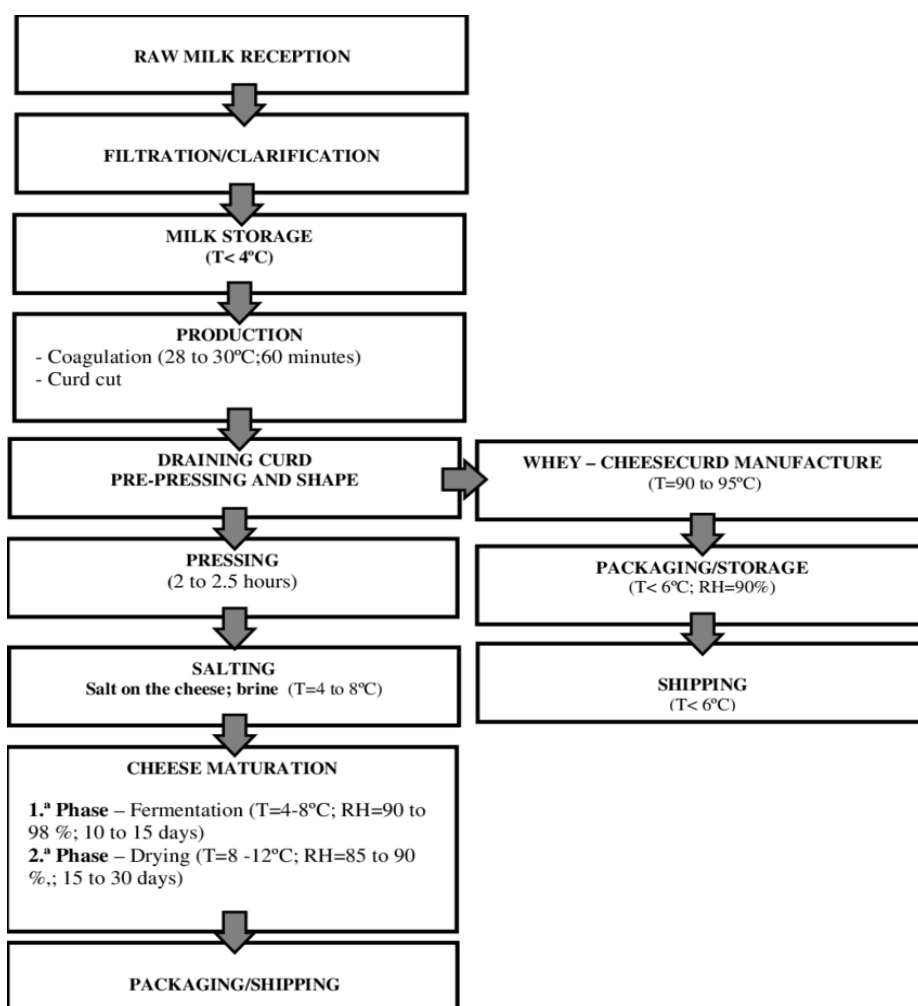 RAW MILK RECEPTION
FILTRATION/CLARIFICATION
MILK STORAGE
(T< 4ºC)
PRODUCTION
- Coagulation (28 to 30ºC;60 minutes)
- Curd cut
DRAINING CURD
PRE-PRESSING AND SHAPE
WHEY – CHEESECURD MANUFACTURE
(T=90 to 95ºC)
PRESSING
(2 to 2.5 hours)
PACKAGING/STORAGE
(T< 6ºC; RH=90%)
SALTING
Salt on the cheese; brine (T=4 to 8ºC)
SHIPPING
(T< 6ºC)
CHEESE MATURATION
1.ª Phase – Fermentation (T=4-8ºC; RH=90 to
98 %; 10 to 15 days)
2.ª Phase – Drying (T=8 -12ºC; RH=85 to 90
%,; 15 to 30 days)
PACKAGING/SHIPPING